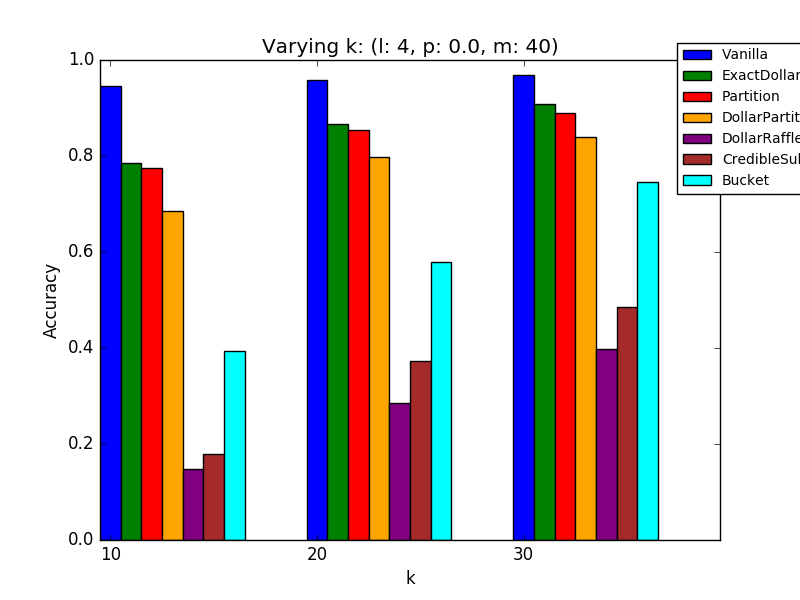 Varying k: (l: 4, p: 0.0, m: 40)
Vanilla
ExactDollar
Partition
DollarPartit
DollarRaffle
CredibleSu
Bucket
1.0
0.8
0.6
0.4
0.2
0.0
Accuracy
10 20 30
k